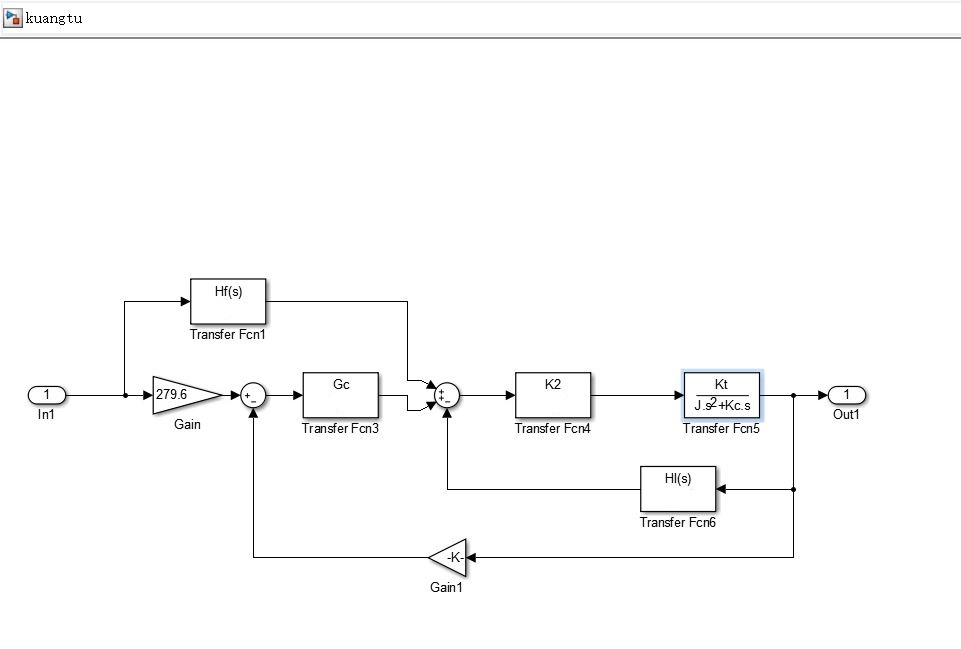 kuangtu
Hf(s)
Transfer Fcn1
1
In1
279.6
Gain
+
−
Gc
Transfer Fcn3
+
+
−
K2
Transfer Fcn4
Kt
J.s2+Kc.s
Transfer Fcn5
1
Out1
Hl(s)
Transfer Fcn6
-K-
Gain1